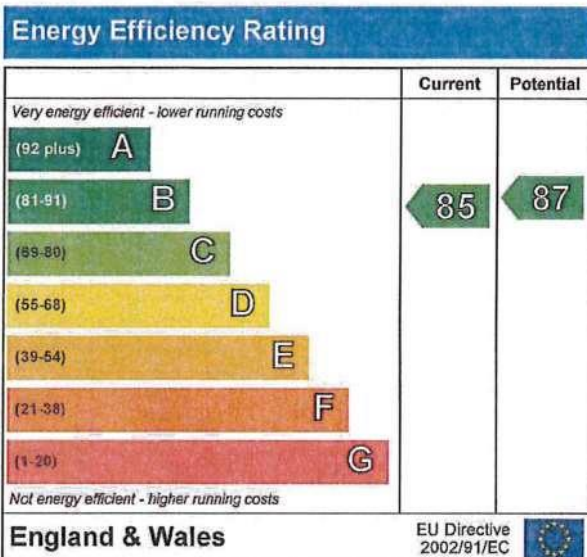 Energy Efficiency Rating
Current Potential
Very energy efficient - lower running costs
(92 plus) A
(81-91) B
85 87
(69-80) C
(55-68) D
(39-54) E
(21-38) F
(1-20) G
Not energy efficient - higher running costs
England & Wales
EU Directive
2002/91/EC